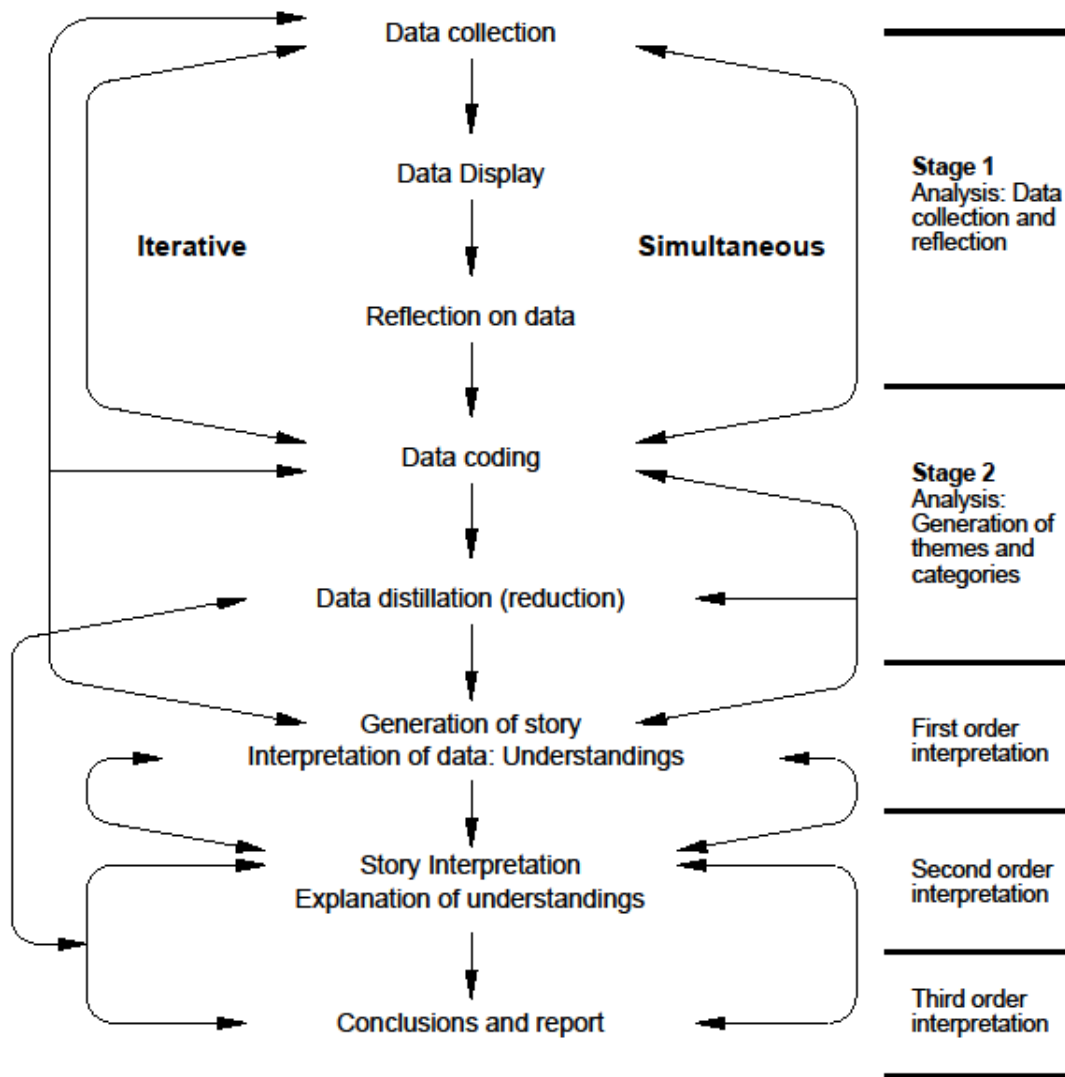 Data collection
Data Display
Stage 1
Analysis: Data
collection and
reflection
Iterative
Simultaneous
Reflection on data
Data coding
Stage 2
Analysis:
Generation of
themes and
categories
Data distillation (reduction)
Generation of story
Interpretation of data: Understandings
First order
interpretation
Story Interpretation
Explanation of understandings
Second order
interpretation
Conclusions and report
Third order
interpretation